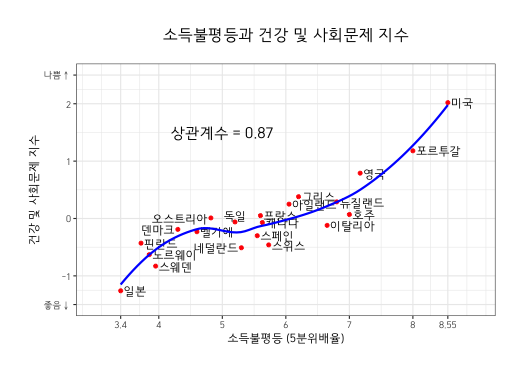 소득불평등과 건강 및 사회문제 지수
나쁨 ↑
2
1
0
−1
좋음 ↓
건강 및 사회문제 지수
상관계수 = 0.87
미국
포르투갈
영국
그리스
아일랜드
뉴질랜드
호주
이탈리아
프랑스
캐나다
스페인
스위스
독일
오스트리아
벨기에
네덜란드
덴마크
핀란드
노르웨이
스웨덴
일본
3.4 4 5 6 7 8 8.55
소득불평등 (5분위배율)